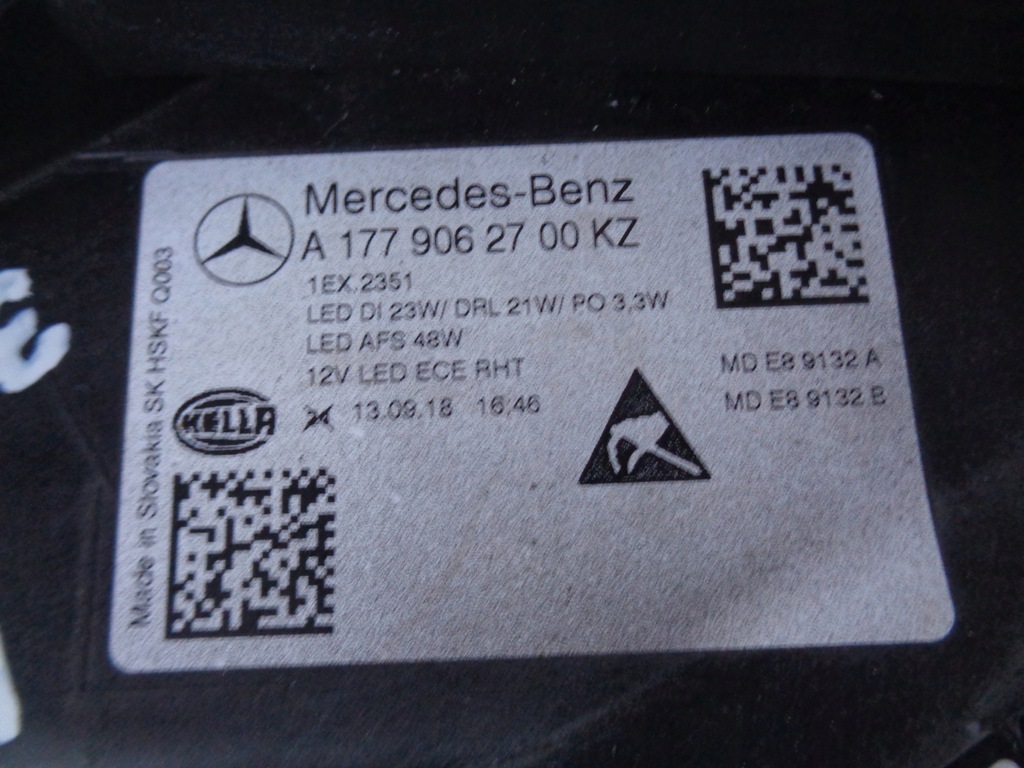 Mercedes-Benz
A 177 906 27 00 KZ
1EX.2351
LED DI 23W/ DRL 21W/ PO 3,3W
LED AFS 48W
12V LED ECE RHT
13.09.18 16:46
MD E8 9132 A
MD E8 9132 B
HELLA
Made in Slovakia SK HSKF Q003